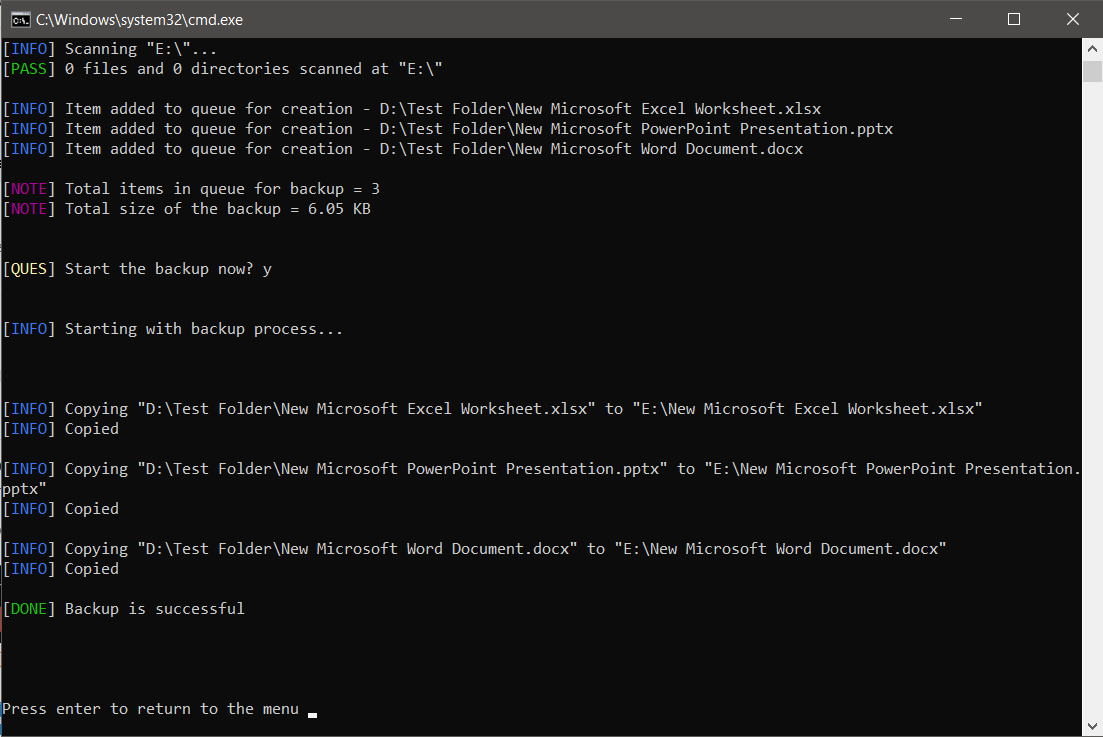 C:\Windows\system32\cmd.exe
[INFO] Scanning "E:\"...
[PASS] 0 files and 0 directories scanned at "E:\"
[INFO] Item added to queue for creation - D:\Test Folder\New Microsoft Excel Worksheet.xlsx
[INFO] Item added to queue for creation - D:\Test Folder\New Microsoft PowerPoint Presentation.pptx
[INFO] Item added to queue for creation - D:\Test Folder\New Microsoft Word Document.docx
[NOTE] Total items in queue for backup = 3
[NOTE] Total size of the backup = 6.05 KB
[QUES] Start the backup now? y
[INFO] Starting with backup process...
[INFO] Copying "D:\Test Folder\New Microsoft Excel Worksheet.xlsx" to "E:\New Microsoft Excel Worksheet.xlsx"
[INFO] Copied
[INFO] Copying "D:\Test Folder\New Microsoft PowerPoint Presentation.pptx" to "E:\New Microsoft PowerPoint Presentation.
pptx"
[INFO] Copied
[INFO] Copying "D:\Test Folder\New Microsoft Word Document.docx" to "E:\New Microsoft Word Document.docx"
[INFO] Copied
[DONE] Backup is successful
Press enter to return to the menu